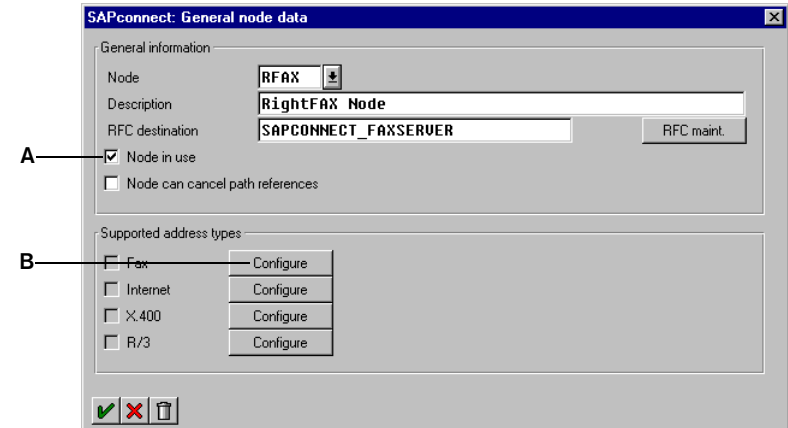 SAPconnect: General node data
General information
Node RFAX
Description RightFAX Node
RFC destination SAPCONNECT_FAXSERVER RFC maint.
A Node in use
Node can cancel path references
Supported address types
B Fax Configure
Internet Configure
X.400 Configure
R/3 Configure